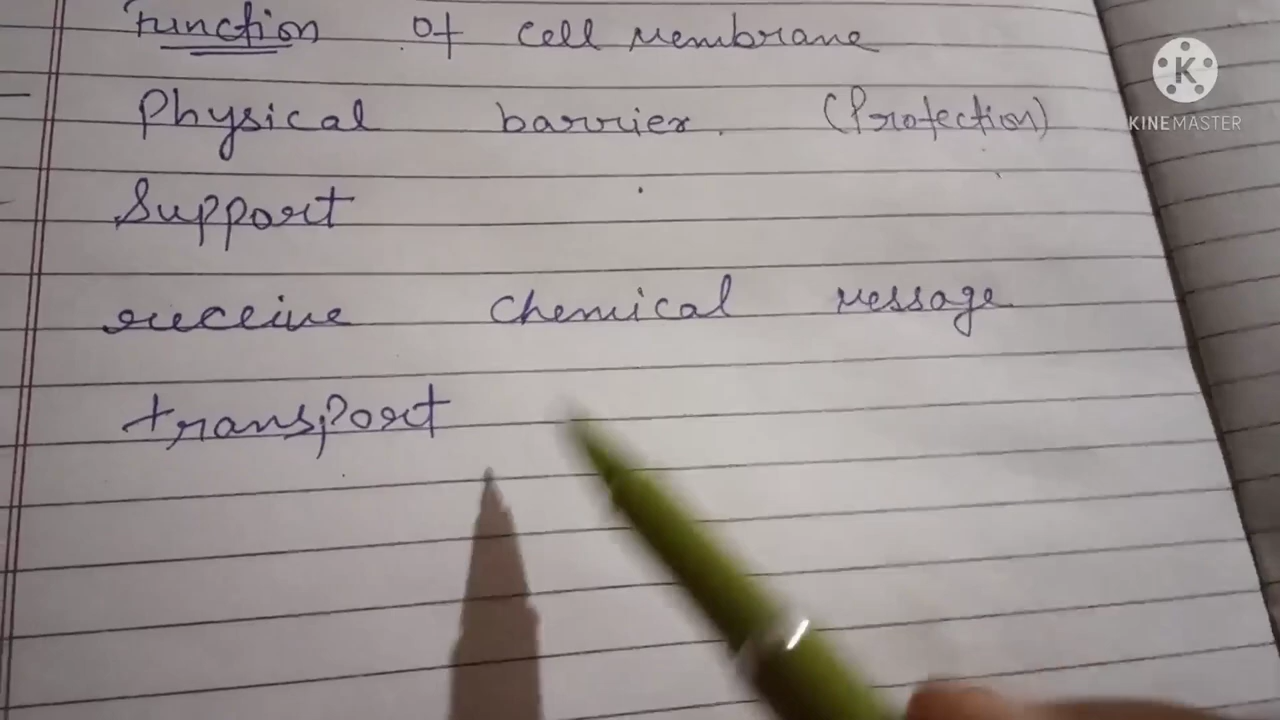 Function of cell membrane
Physical barrier. (Protection)
Support
receive chemical message
transport
KINEMASTER